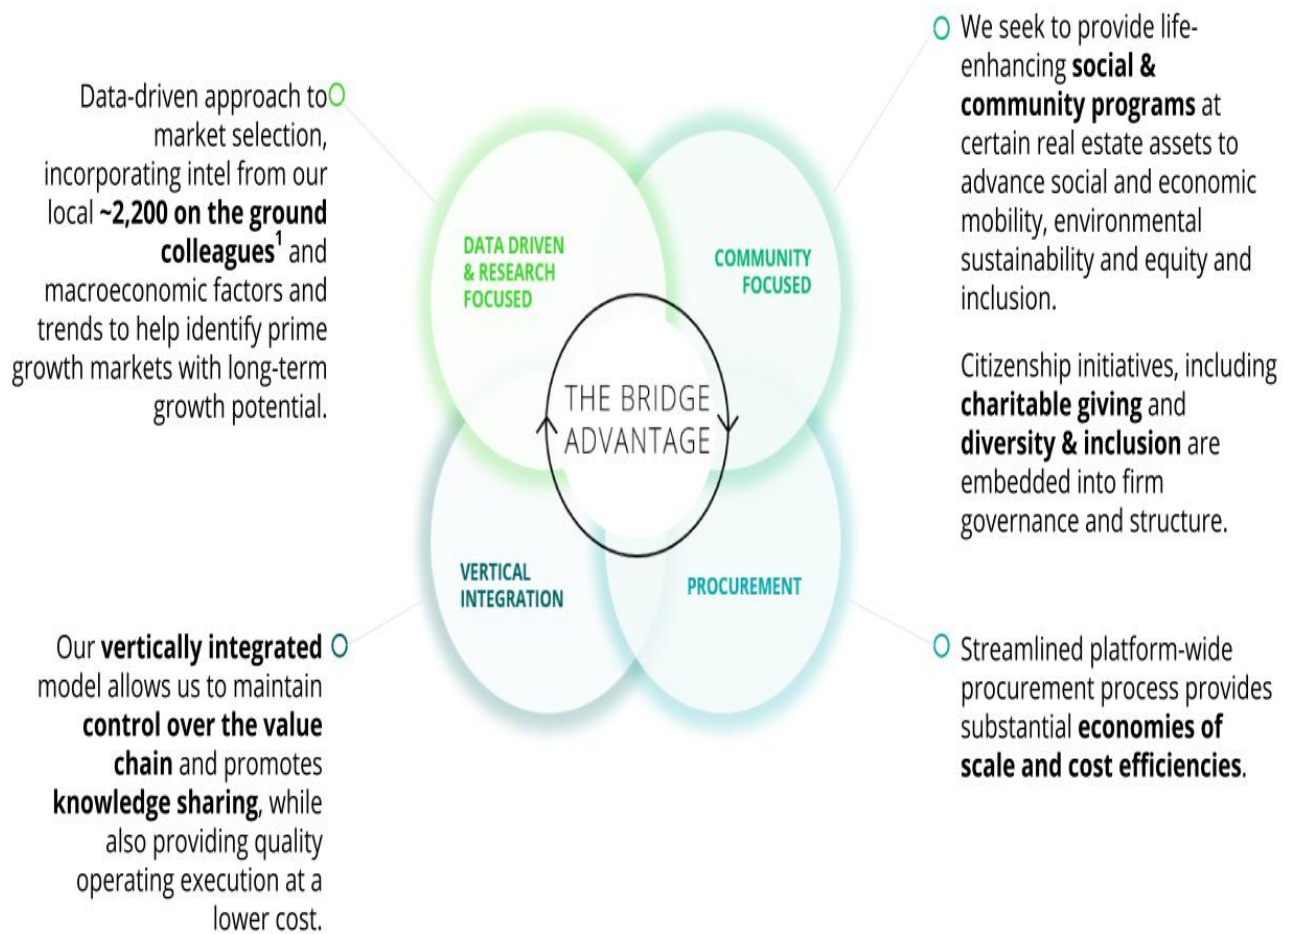 Data-driven approach to
market selection,
incorporating intel from our
local ~2,200 on the ground
colleagues¹ and
macroeconomic factors and
trends to help identify prime
growth markets with long-term
growth potential.
We seek to provide life-
enhancing social &
community programs at
certain real estate assets to
advance social and economic
mobility, environmental
sustainability and equity and
inclusion.
Citizenship initiatives, including
charitable giving and
diversity & inclusion are
embedded into firm
governance and structure.
DATA DRIVEN
& RESEARCH
FOCUSED
COMMUNITY
FOCUSED
THE BRIDGE
ADVANTAGE
VERTICAL
INTEGRATION
PROCUREMENT
Our vertically integrated
model allows us to maintain
control over the value
chain and promotes
knowledge sharing, while
also providing quality
operating execution at a
lower cost.
Streamlined platform-wide
procurement process provides
substantial economies of
scale and cost efficiencies.